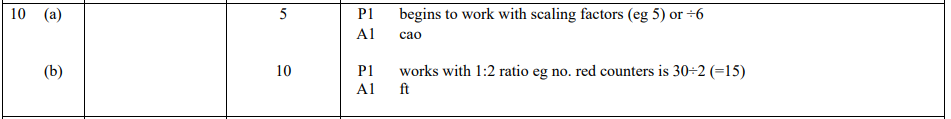 10 (a) 5 P1 begins to work with scaling factors (eg 5) or ÷6
A1 cao
(b) 10 P1 works with 1:2 ratio eg no. red counters is 30÷2 (=15)
A1 ft